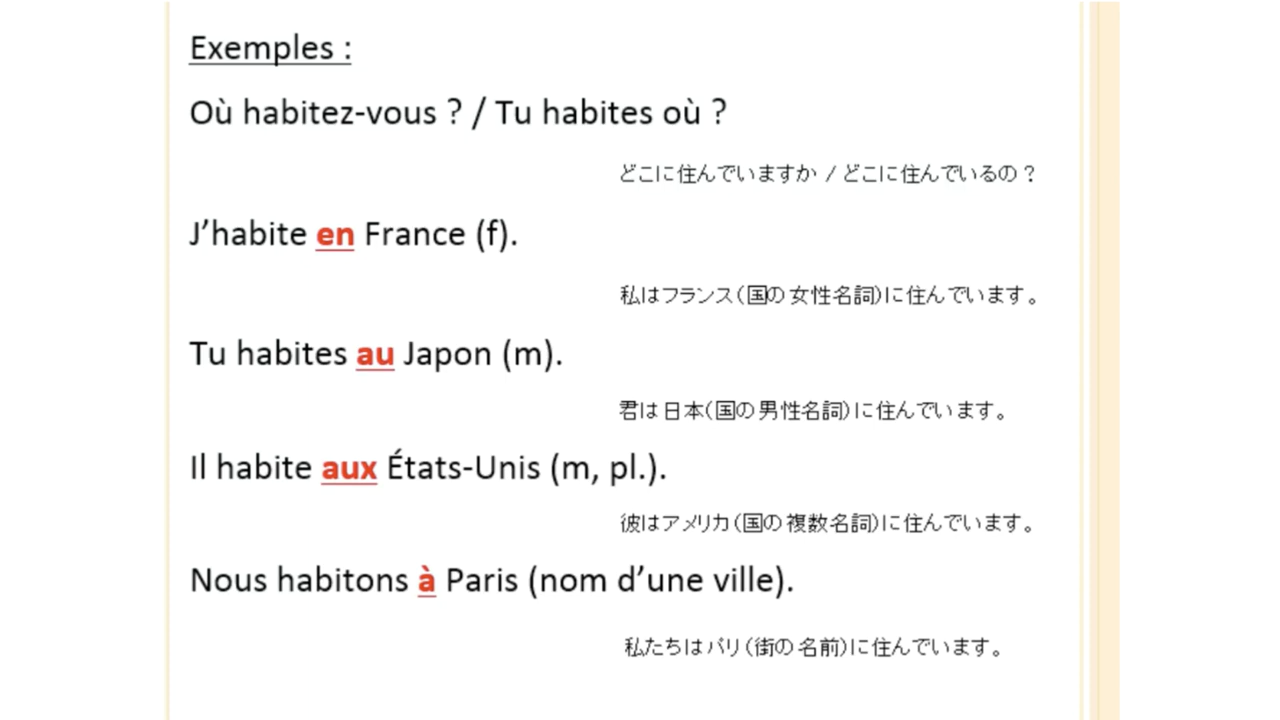 Exemples :
Où habitez-vous ? / Tu habites où ?
どこに住んでいますか / どこに住んでいるの？
J’habite en France (f).
私はフランス(国の女性名詞)に住んでいます。
Tu habites au Japon (m).
君は日本(国の男性名詞)に住んでいます。
Il habite aux États-Unis (m, pl.).
彼はアメリカ(国の複数名詞)に住んでいます。
Nous habitons à Paris (nom d’une ville).
私たちはパリ(街の名前)に住んでいます。